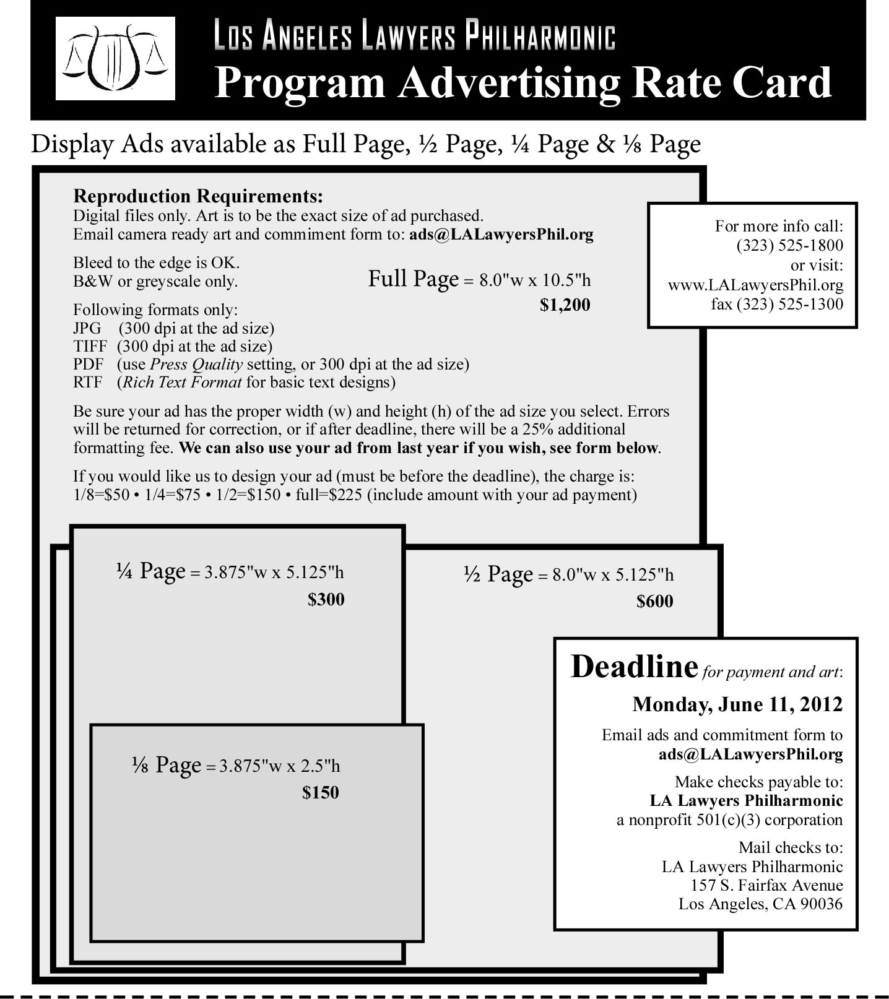 Los Angeles Lawyers Philharmonic
Program Advertising Rate Card
Display Ads available as Full Page, ½ Page, ¼ Page & ⅛ Page
Reproduction Requirements:
Digital files only. Art is to be the exact size of ad purchased.
Email camera ready art and commiment form to: ads@LALawyersPhil.org
Bleed to the edge is OK.
B&W or greyscale only.
Full Page = 8.0"w x 10.5"h
$1,200
For more info call:
(323) 525-1800
or visit:
www.LALawyersPhil.org
fax (323) 525-1300
Following formats only:
JPG (300 dpi at the ad size)
TIFF (300 dpi at the ad size)
PDF (use Press Quality setting, or 300 dpi at the ad size)
RTF (Rich Text Format for basic text designs)
Be sure your ad has the proper width (w) and height (h) of the ad size you select. Errors
will be returned for correction, or if after deadline, there will be a 25% additional
formatting fee. We can also use your ad from last year if you wish, see form below.
If you would like us to design your ad (must be before the deadline), the charge is:
1/8=$50 • 1/4=$75 • 1/2=$150 • full=$225 (include amount with your ad payment)
¼ Page = 3.875"w x 5.125"h
$300
½ Page = 8.0"w x 5.125"h
$600
⅛ Page = 3.875"w x 2.5"h
$150
Deadline for payment and art:
Monday, June 11, 2012
Email ads and commitment form to
ads@LALawyersPhil.org
Make checks payable to:
LA Lawyers Philharmonic
a nonprofit 501(c)(3) corporation
Mail checks to:
LA Lawyers Philharmonic
157 S. Fairfax Avenue
Los Angeles, CA 90036